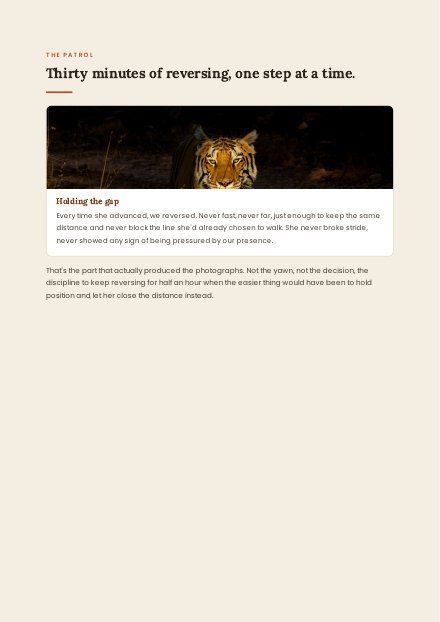 THE PATROL
Thirty minutes of reversing, one step at a time.
Holding the gap
Every time she advanced, we reversed. Never fast, never far, just enough to keep the same
distance and never block the line she'd already chosen to walk. She never broke stride,
never showed any sign of being pressured by our presence.
That's the part that actually produced the photographs. Not the yawn, not the decision, the
discipline to keep reversing for half an hour when the easier thing would have been to hold
position and let her close the distance instead.